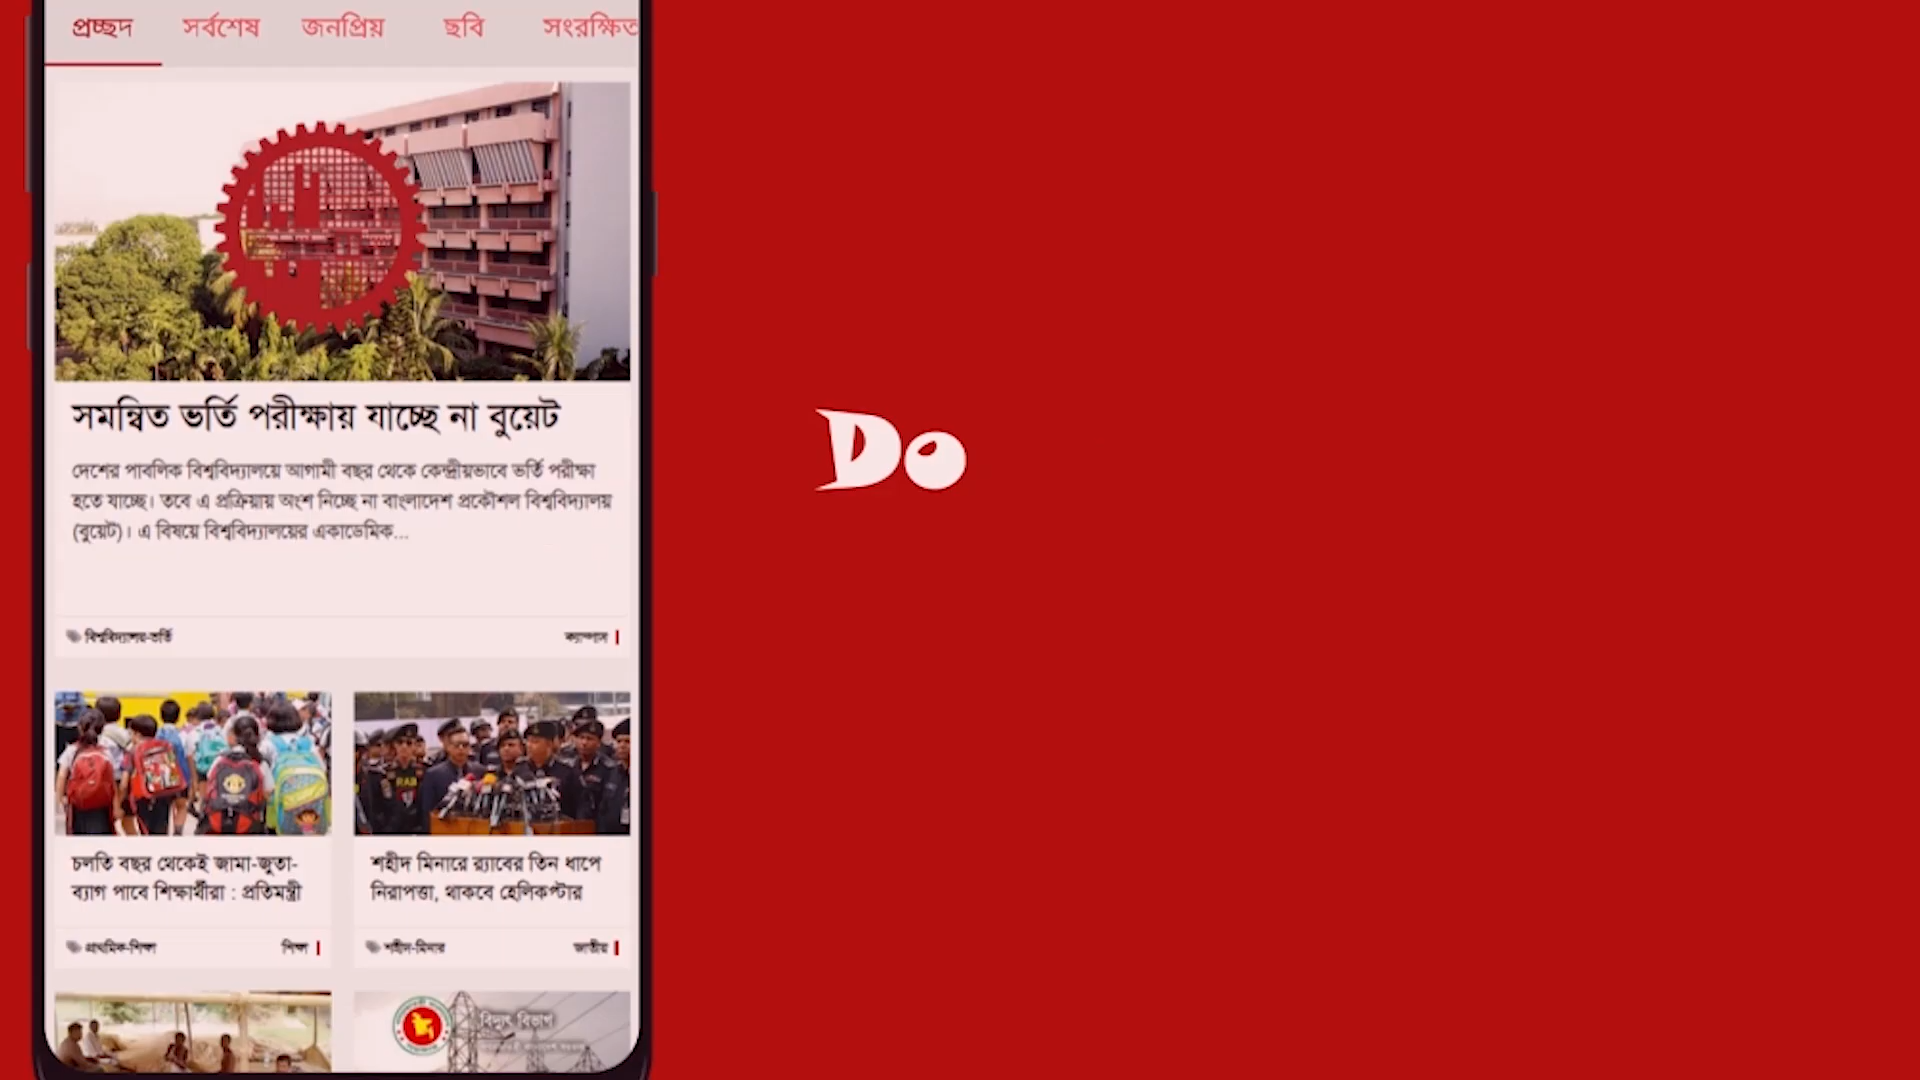 প্রচ্ছদ সর্বশেষ জনপ্রিয় ছবি সংরক্ষিত
সমন্বিত ভর্তি পরীক্ষায় যাচ্ছে না বুয়েট
দেশের পাবলিক বিশ্ববিদ্যালয়ে আগামী বছর থেকে কেন্দ্রীয়ভাবে ভর্তি পরীক্ষা
হতে যাচ্ছে। তবে এ প্রক্রিয়ায় অংশ নিচ্ছে না বাংলাদেশ প্রকৌশল বিশ্ববিদ্যালয়
(বুয়েট)। এ বিষয়ে বিশ্ববিদ্যালয়ের একাডেমিক...
বিশ্ববিদ্যালয়-ভর্তি ক্যাম্পাস
Do
RAB
চলতি বছর থেকেই জামা-জুতা-
ব্যাগ পাবে শিক্ষার্থীরা : প্রতিমন্ত্রী
প্রাথমিক-শিক্ষা শিক্ষা
শহীদ মিনারে র‍্যাবের তিন ধাপে
নিরাপত্তা, থাকবে হেলিকপ্টার
শহীদ-মিনার জাতীয়
বিদ্যুৎ বিভাগ